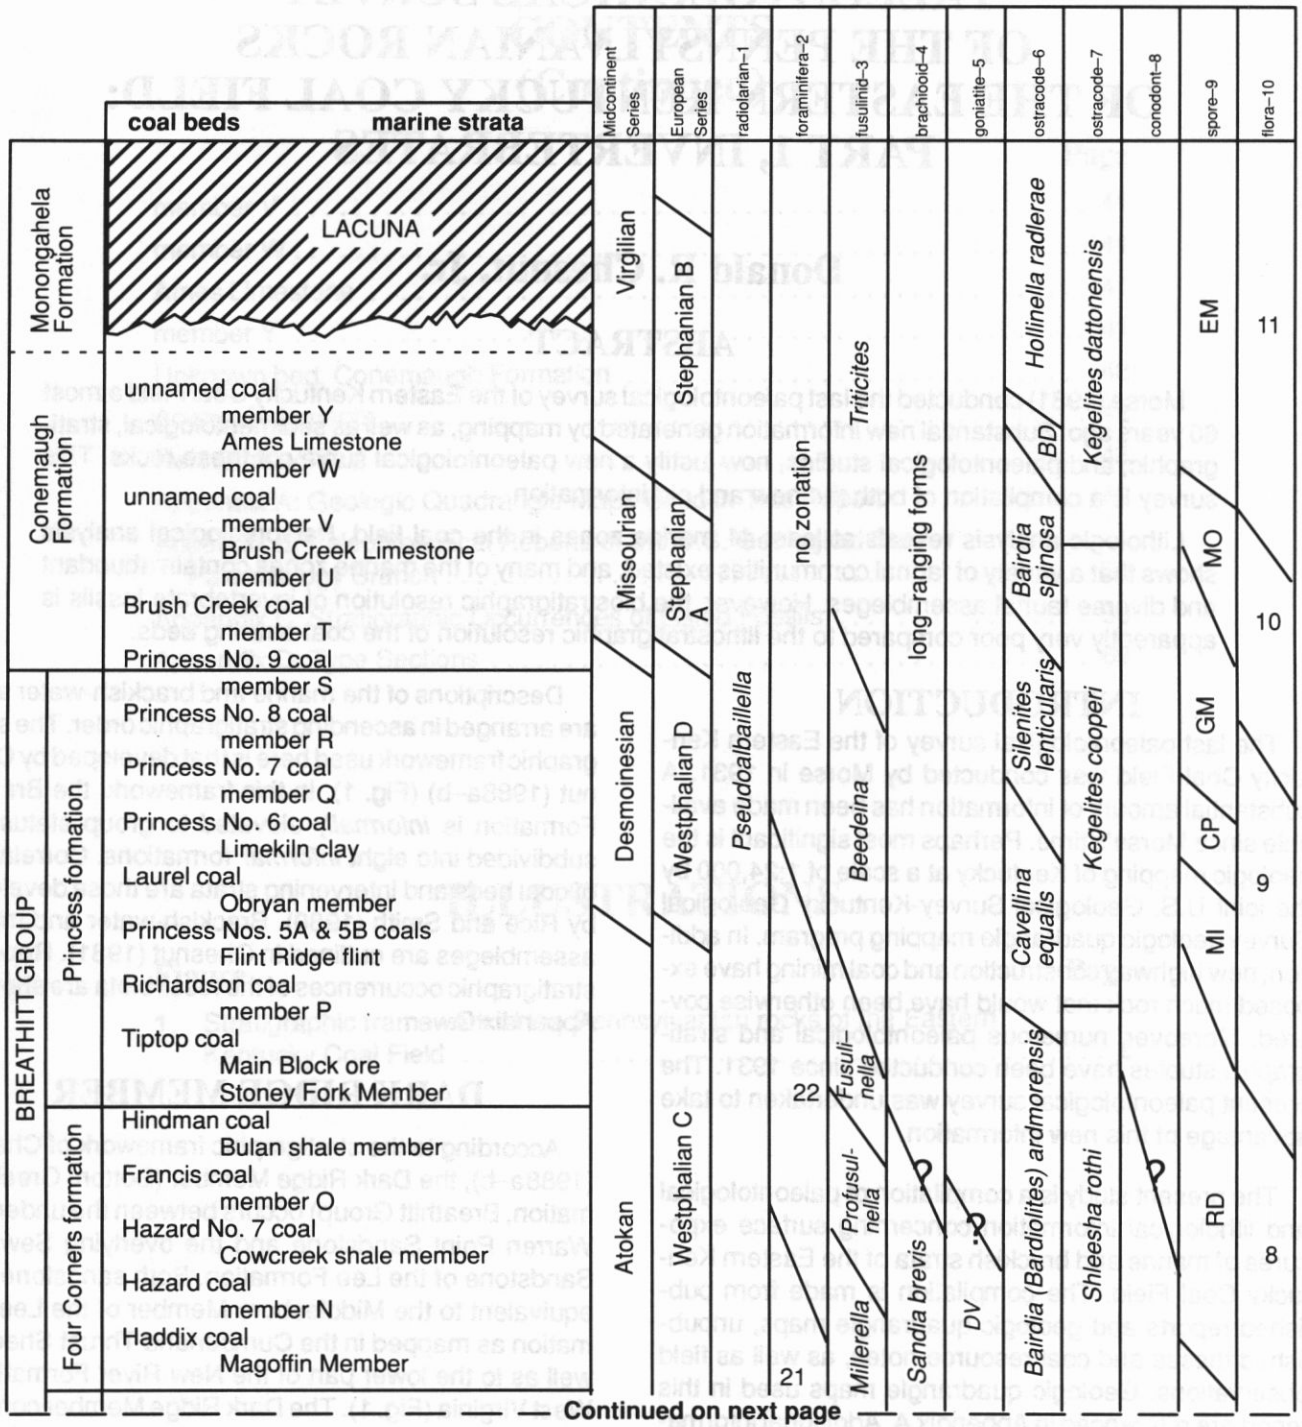 Midcontinent Series
European Series
radiolarian–1
foraminifera–2
fusulinid–3
brachioid–4
goniatite–5
ostracode–6
ostracode–7
conodont–8
spore–9
flora–10
coal beds
marine strata
Monongahela Formation
LACUNA
Conemaugh Formation
unnamed coal
member Y
Ames Limestone
member W
unnamed coal
member V
Brush Creek Limestone
member U
Brush Creek coal
member T
Princess No. 9 coal
BREATHITT GROUP
Princess formation
member S
Princess No. 8 coal
member R
Princess No. 7 coal
member Q
Princess No. 6 coal
Limekiln clay
Laurel coal
Obryan member
Princess Nos. 5A & 5B coals
Flint Ridge flint
Richardson coal
member P
Tiptop coal
Main Block ore
Stoney Fork Member
Four Corners formation
Hindman coal
Bulan shale member
Francis coal
member O
Hazard No. 7 coal
Cowcreek shale member
Hazard coal
member N
Haddix coal
Magoffin Member
Virgilian
Missourian
Desmoinesian
Atokan
Stephanian B
Stephanian A
Westphalian D
Westphalian C
Pseudoalbaillella
no zonation
22
21
Triticites
Beedeina
Fusulinella
Profusulinella
Millerella
long–ranging forms
Sandia brevis
DV
Hollinella radlerae
BD
Bairdia spinosa
Silenites lenticularis
Cavellina equalis
Bairdia (Bairdiolites) ardmorensis
Kegelites dattonensis
Kegelites cooperi
Shleesha rothi
EM
MO
GM
CP
MI
RD
11
10
9
8
Continued on next page